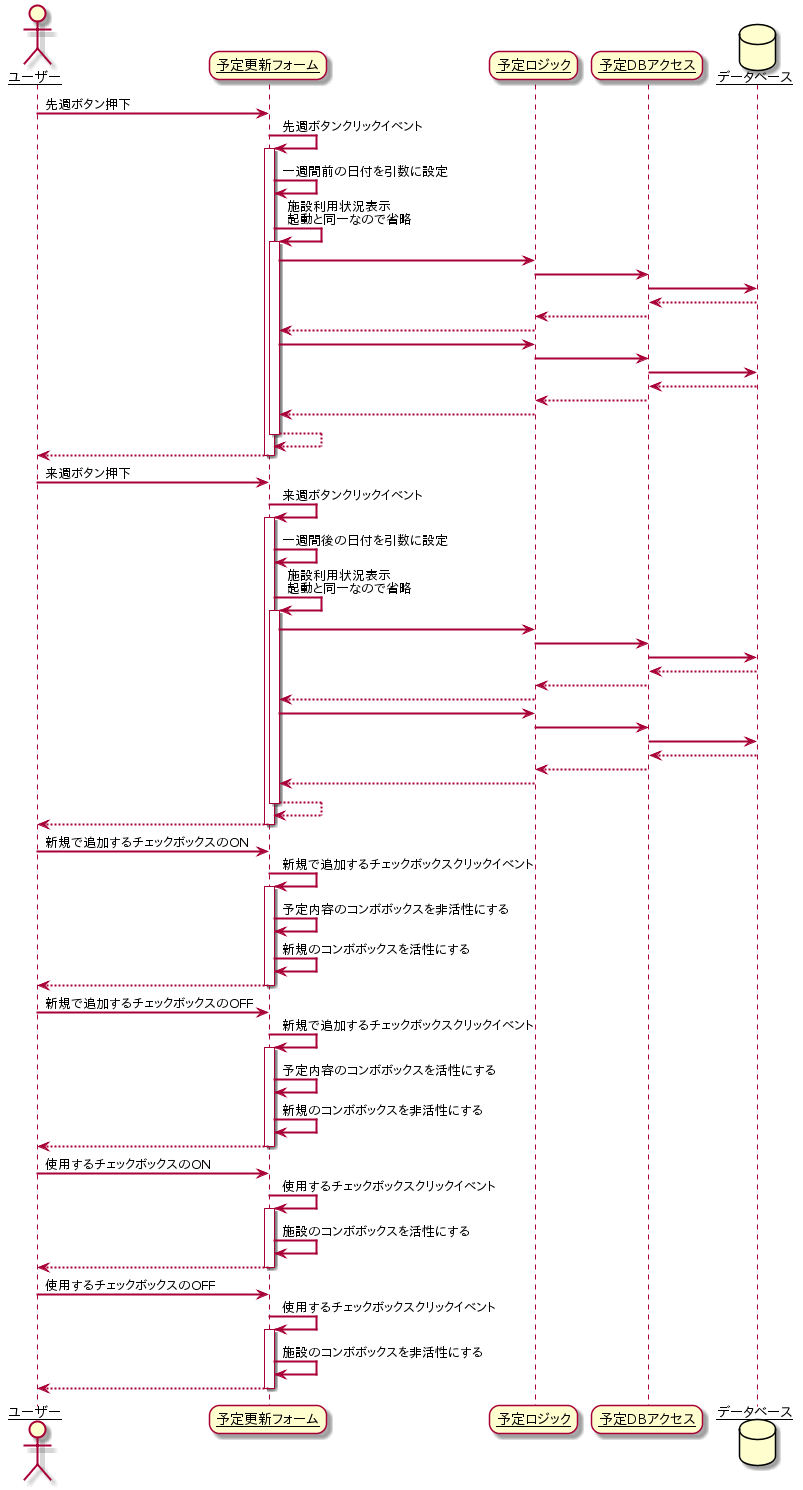 ユーザー
予定更新フォーム
予定ロジック
予定DBアクセス
データベース
先週ボタン押下
先週ボタンクリックイベント
一週間前の日付を引数に設定
施設利用状況表示
起動と同一なので省略
来週ボタン押下
来週ボタンクリックイベント
一週間後の日付を引数に設定
施設利用状況表示
起動と同一なので省略
新規で追加するチェックボックスのON
新規で追加するチェックボックスクリックイベント
予定内容のコンボボックスを非活性にする
新規のコンボボックスを活性にする
新規で追加するチェックボックスのOFF
新規で追加するチェックボックスクリックイベント
予定内容のコンボボックスを活性にする
新規のコンボボックスを非活性にする
使用するチェックボックスのON
使用するチェックボックスクリックイベント
施設のコンボボックスを活性にする
使用するチェックボックスのOFF
使用するチェックボックスクリックイベント
施設のコンボボックスを非活性にする
ユーザー
予定更新フォーム
予定ロジック
予定DBアクセス
データベース